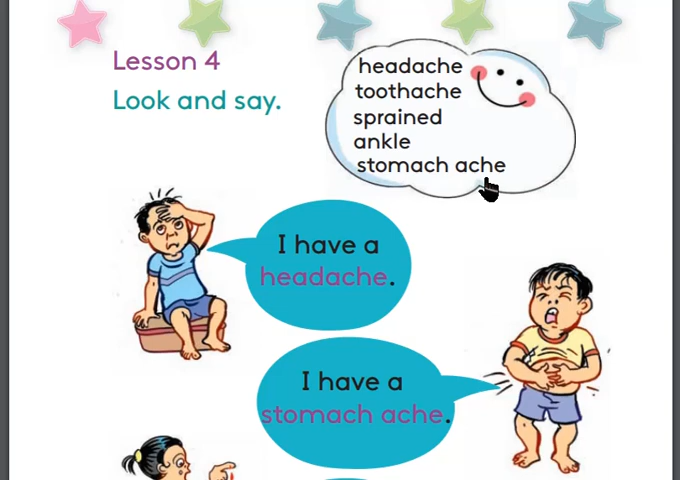 Lesson 4
Look and say.
headache
toothache
sprained
ankle
stomach ache
I have a
headache.
I have a
stomach ache.